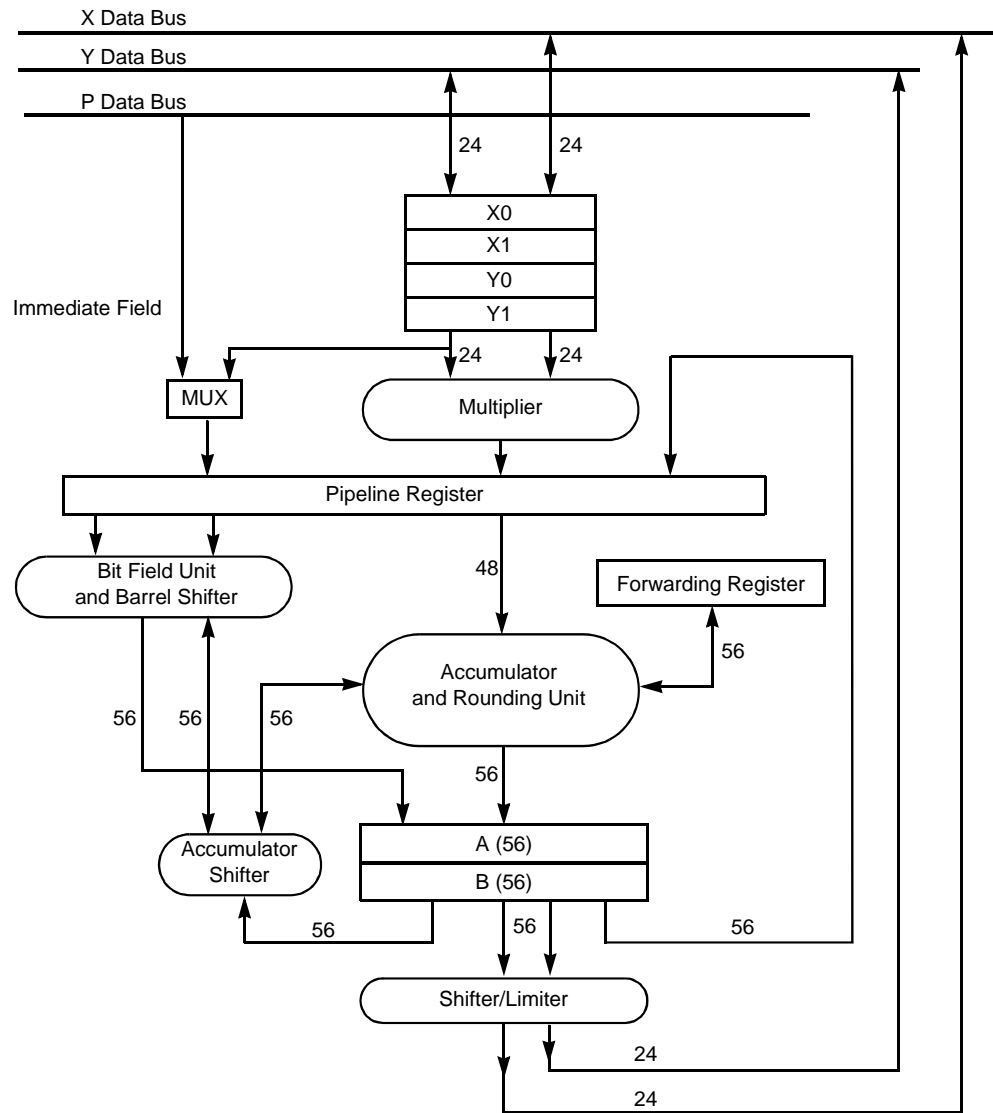 X Data Bus
Y Data Bus
P Data Bus
24
24
X0
X1
Y0
Y1
Immediate Field
24
24
MUX
Multiplier
Pipeline Register
Bit Field Unit
and Barrel Shifter
48
Forwarding Register
56
Accumulator
and Rounding Unit
56
56
56
56
A (56)
B (56)
Accumulator
Shifter
56
56
56
Shifter/Limiter
24
24